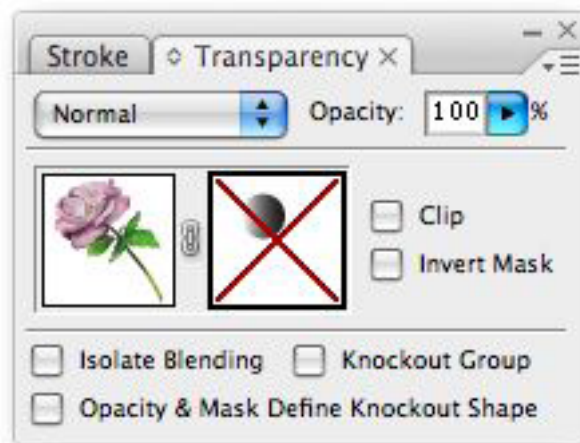 Stroke Transparency
Normal Opacity: 100 %
Clip
Invert Mask
Isolate Blending Knockout Group
Opacity & Mask Define Knockout Shape